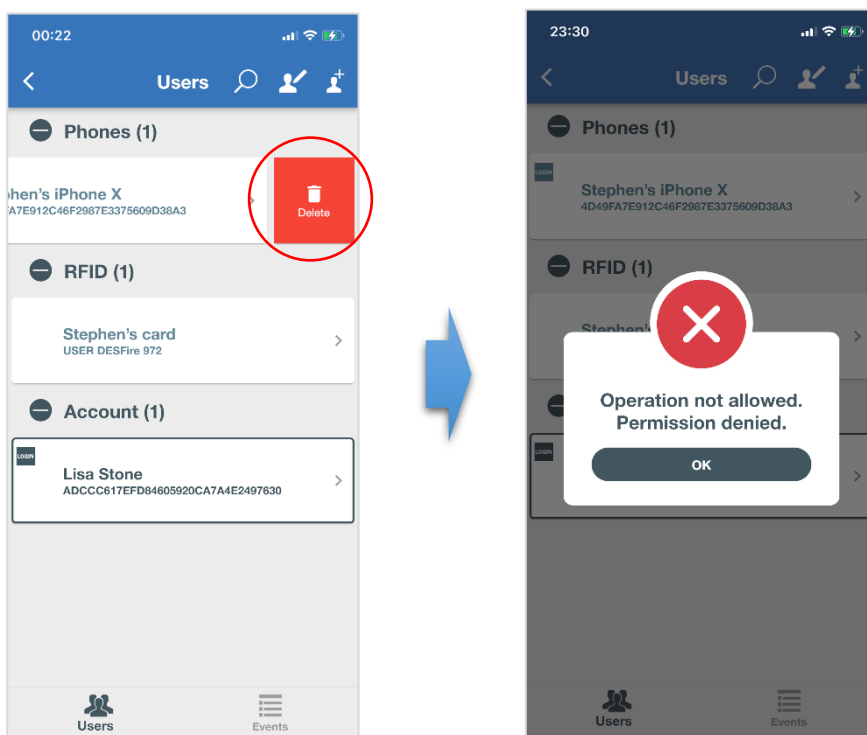 00:22
Users
Phones (1)
hen's iPhone X
FA7E912C46F2987E3375609D38A3
Delete
RFID (1)
Stephen's card
USER DESFire 972
Account (1)
LOGIN
Lisa Stone
ADCCC617EFD84605920CA7A4E2497630
Users
Events
23:30
Users
Phones (1)
LOGIN
Stephen's iPhone X
4D49FA7E912C46F2987E3375609D38A3
RFID (1)
Stephen'
Operation not allowed.
Permission denied.
OK
LOGIN
Users
Events